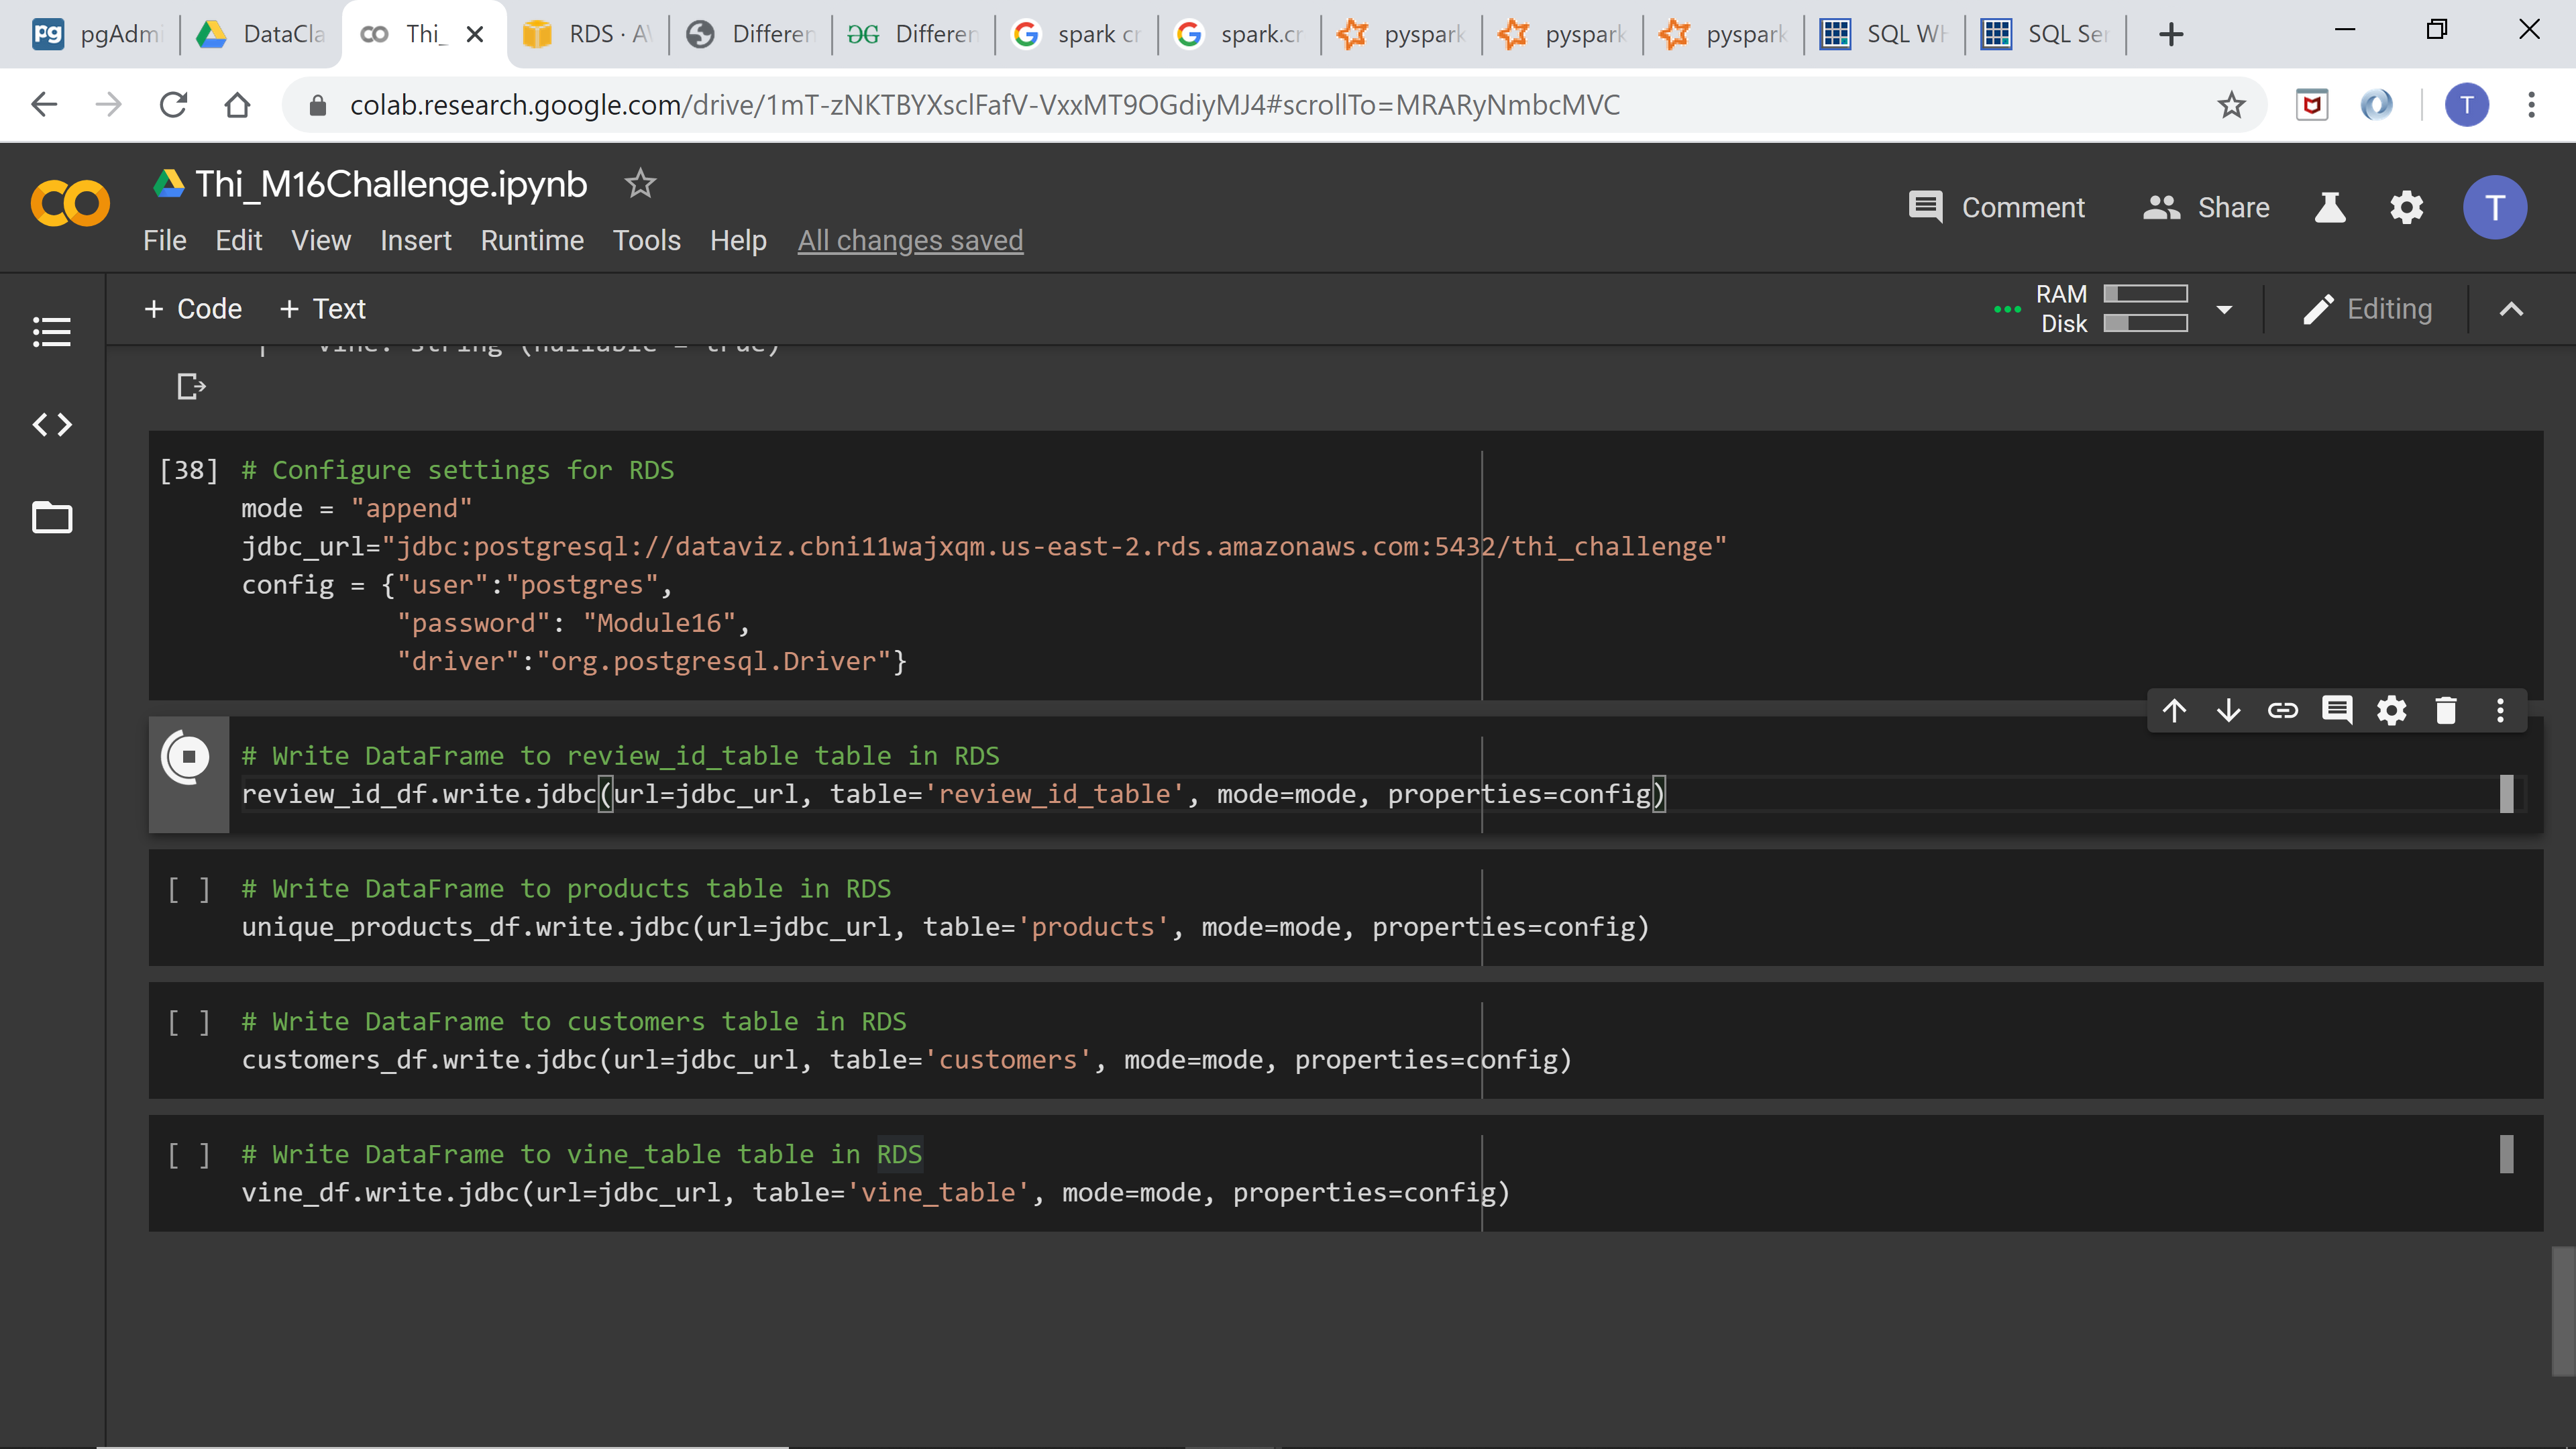 pgAdmi
DataCla
Thi_
RDS · A
Differen
Differen
spark cr
spark.cr
pyspark
pyspark
pyspark
SQL WH
SQL Ser
colab.research.google.com/drive/1mT-zNKTBYXsclFafV-VxxMT9OGdiyMJ4#scrollTo=MRARyNmbcMVC
T
Thi_M16Challenge.ipynb
Comment
Share
T
File Edit View Insert Runtime Tools Help All changes saved
+ Code + Text
RAM
Disk
Editing
|-- vine: string (nullable = true)
[38] # Configure settings for RDS
mode = "append"
jdbc_url="jdbc:postgresql://dataviz.cbni11wajxqm.us-east-2.rds.amazonaws.com:5432/thi_challenge"
config = {"user":"postgres",
"password": "Module16",
"driver":"org.postgresql.Driver"}
# Write DataFrame to review_id_table table in RDS
review_id_df.write.jdbc(url=jdbc_url, table='review_id_table', mode=mode, properties=config)
[ ] # Write DataFrame to products table in RDS
unique_products_df.write.jdbc(url=jdbc_url, table='products', mode=mode, properties=config)
[ ] # Write DataFrame to customers table in RDS
customers_df.write.jdbc(url=jdbc_url, table='customers', mode=mode, properties=config)
[ ] # Write DataFrame to vine_table table in RDS
vine_df.write.jdbc(url=jdbc_url, table='vine_table', mode=mode, properties=config)